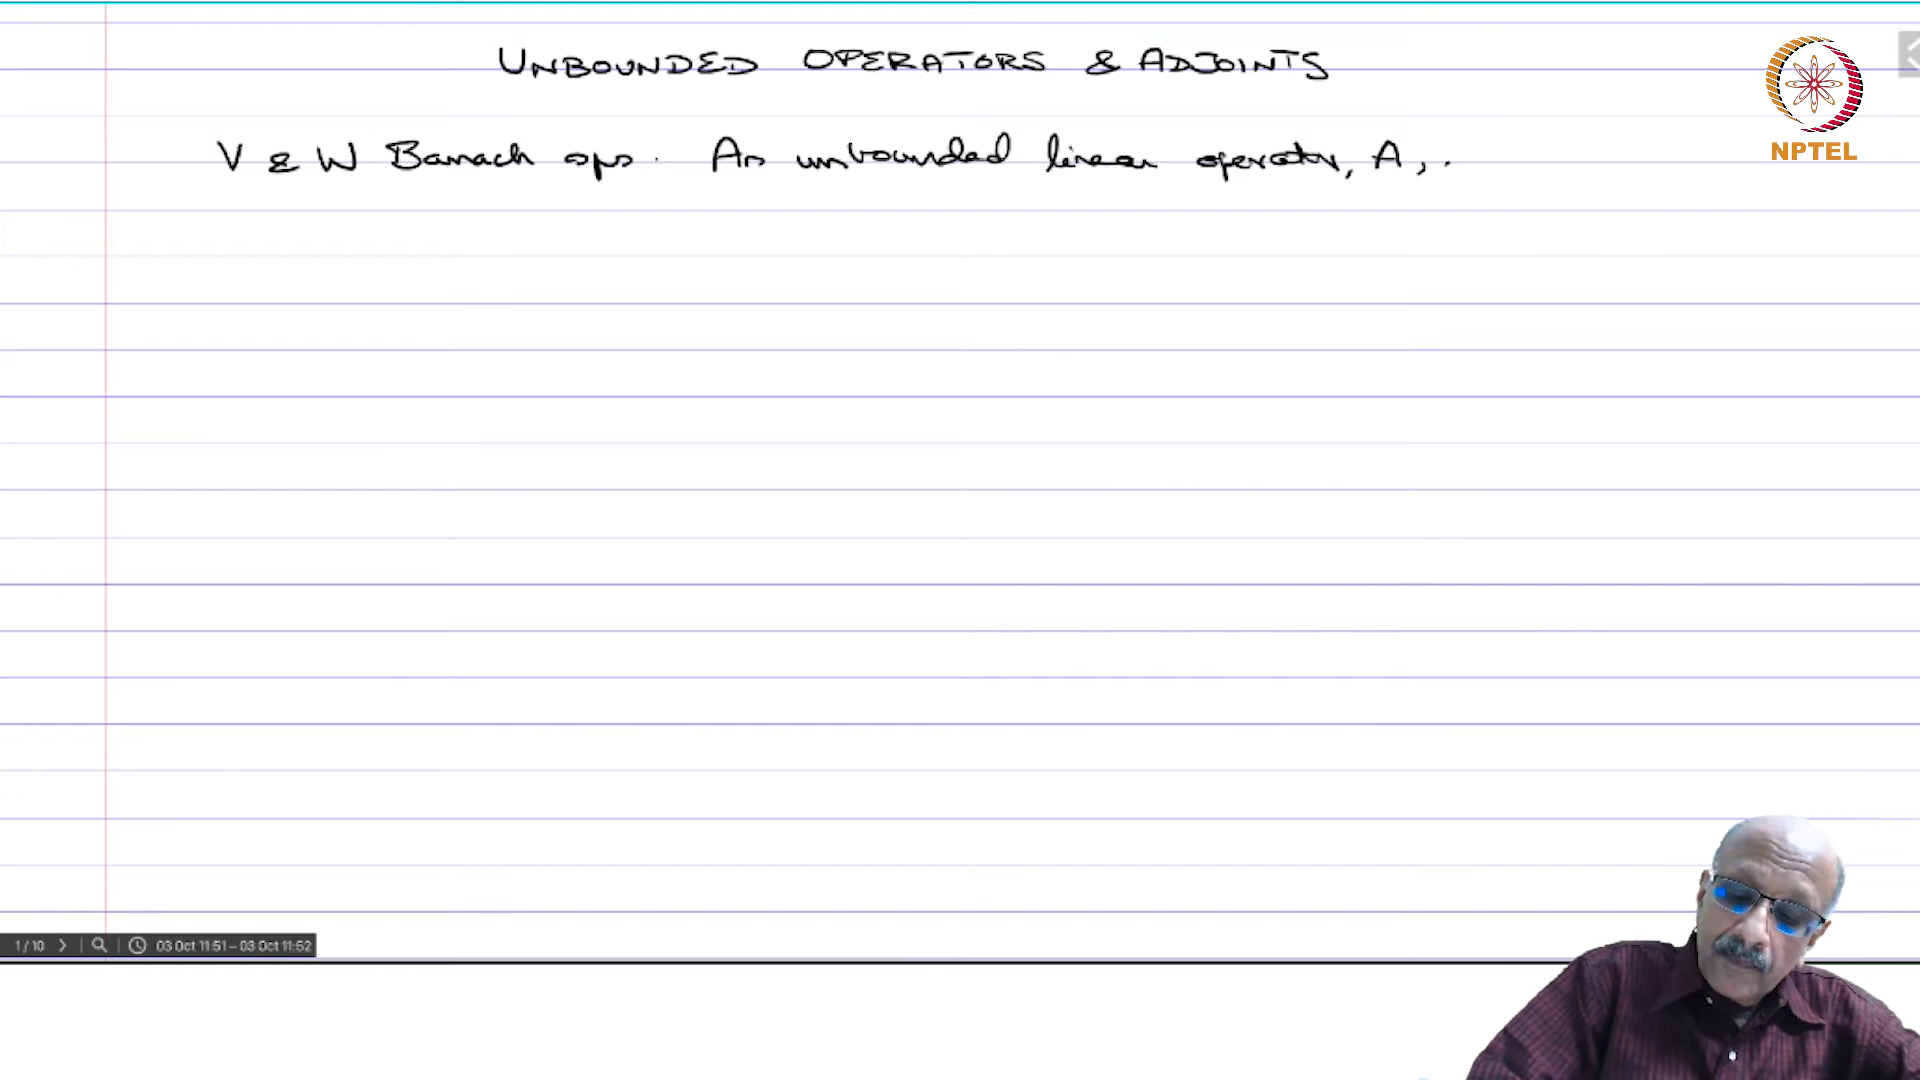 UNBOUNDED OPERATORS & ADJOINTS
V & W Banach sps. An unbounded linear operator, A,
NPTEL
1 / 10
03 Oct 11:51 – 03 Oct 11:52